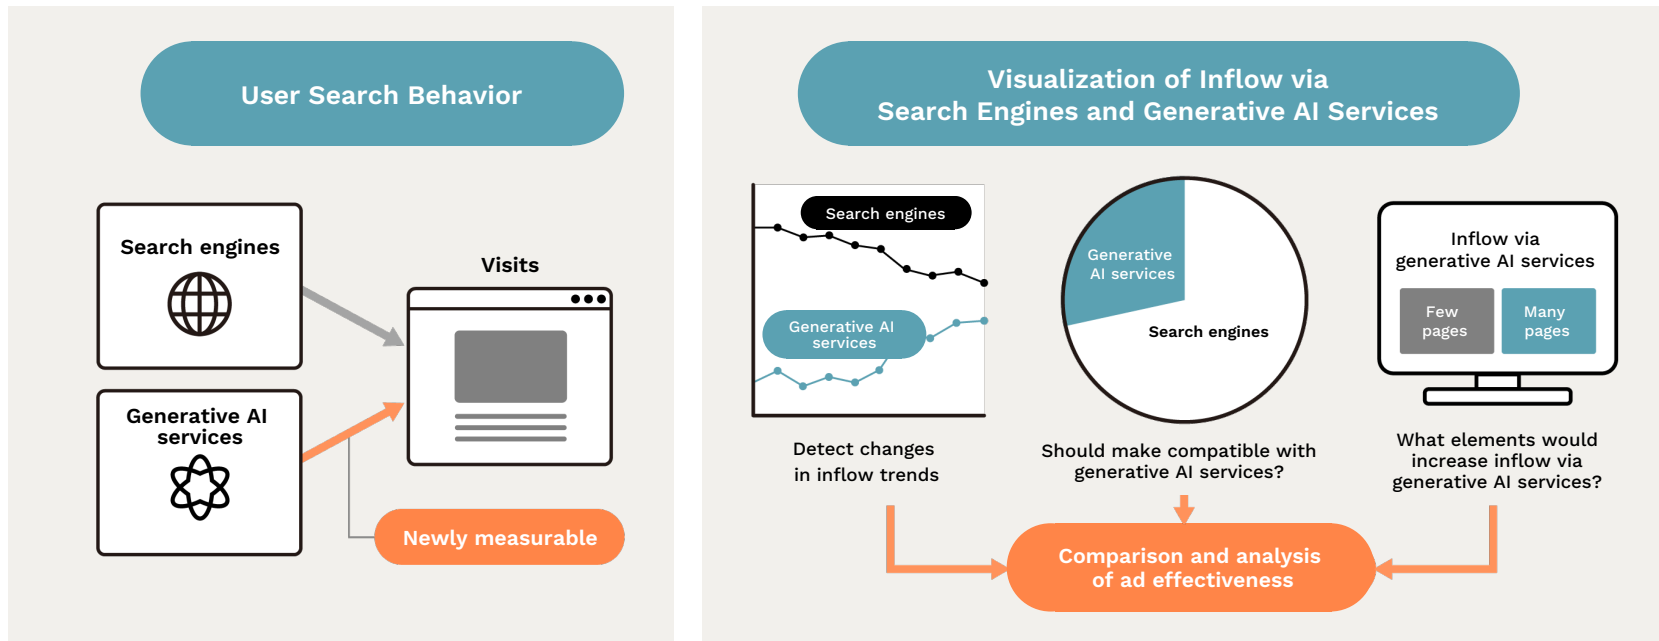 User Search Behavior
Search engines
Generative AI
services
Visits
Newly measurable
Visualization of Inflow via
Search Engines and Generative AI Services
Search engines
Generative AI
services
Detect changes
in inflow trends
Generative
AI services
Search engines
Should make compatible with
generative AI services?
Inflow via
generative AI services
Few
pages
Many
pages
What elements would
increase inflow via
generative AI services?
Comparison and analysis
of ad effectiveness